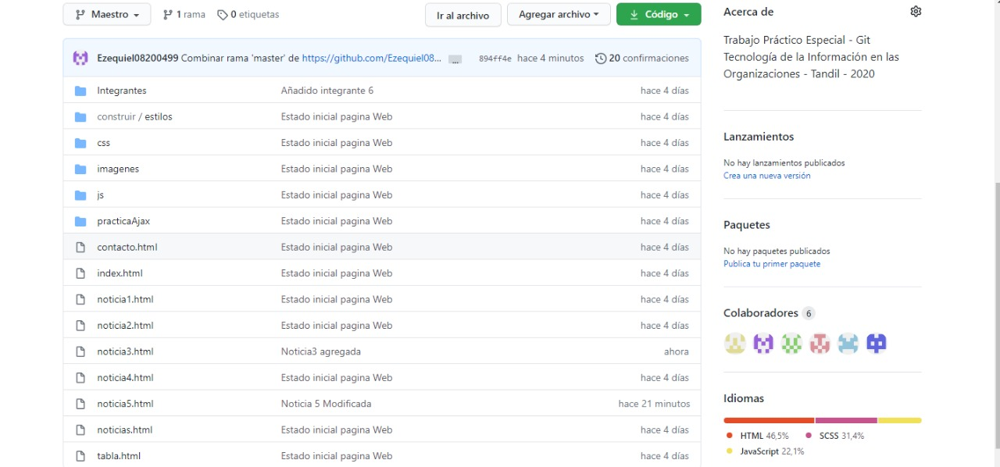 Maestro
1 rama
0 etiquetas
Ir al archivo
Agregar archivo
Código
Ezequiel08200499 Combinar rama 'master' de https://github.com/Ezequiel08... ... 894ff4e hace 4 minutos 20 confirmaciones
Integrantes Añadido integrante 6 hace 4 días
construir / estilos Estado inicial pagina Web hace 4 días
css Estado inicial pagina Web hace 4 días
imagenes Estado inicial pagina Web hace 4 días
js Estado inicial pagina Web hace 4 días
practicaAjax Estado inicial pagina Web hace 4 días
contacto.html Estado inicial pagina Web hace 4 días
index.html Estado inicial pagina Web hace 4 días
noticia1.html Estado inicial pagina Web hace 4 días
noticia2.html Estado inicial pagina Web hace 4 días
noticia3.html Noticia3 agregada ahora
noticia4.html Estado inicial pagina Web hace 4 días
noticia5.html Noticia 5 Modificada hace 21 minutos
noticias.html Estado inicial pagina Web hace 4 días
tabla.html Estado inicial pagina Web hace 4 días
Acerca de
Trabajo Práctico Especial - Git
Tecnología de la Información en las
Organizaciones - Tandil - 2020
Lanzamientos
No hay lanzamientos publicados
Crea una nueva versión
Paquetes
No hay paquetes publicados
Publica tu primer paquete
Colaboradores 6
Idiomas
HTML 46,5% SCSS 31,4%
JavaScript 22,1%